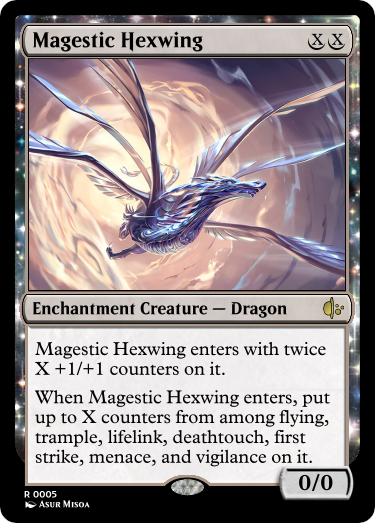 Magestic Hexwing XX
Enchantment Creature — Dragon
Magestic Hexwing enters with twice
X +1/+1 counters on it.
When Magestic Hexwing enters, put
up to X counters from among flying,
trample, lifelink, deathtouch, first
strike, menace, and vigilance on it.
0/0
R 0005
Asur Misoa